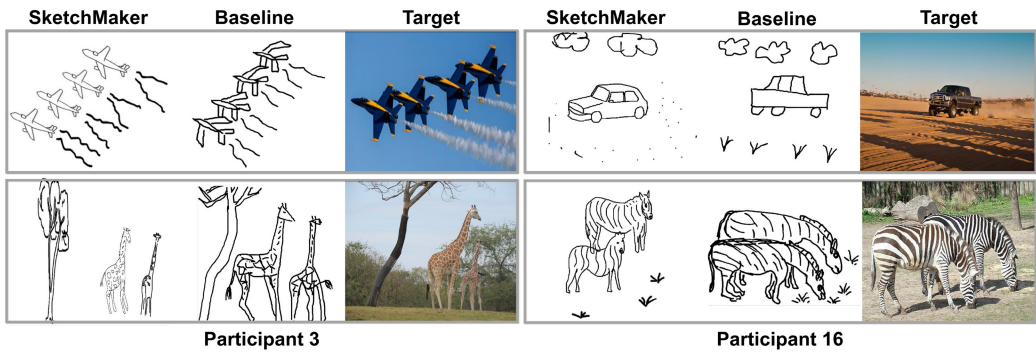 SketchMaker Baseline Target SketchMaker Baseline Target
Participant 3 Participant 16